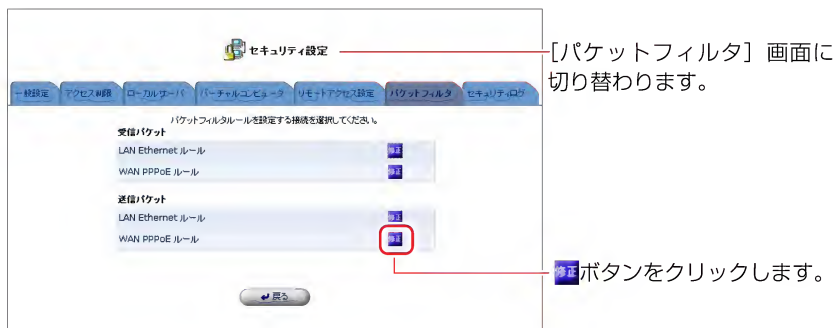 セキュリティ設定
［パケットフィルタ］画面に
切り替わります。
一般設定 アクセス制限 ローカルサーバ バーチャルコンピュータ リモートアクセス設定 パケットフィルタ セキュリティログ
パケットフィルタルールを設定する接続を選択してください。
受信パケット
LAN Ethernet ルール 修正
WAN PPPoE ルール 修正
送信パケット
LAN Ethernet ルール 修正
WAN PPPoE ルール 修正
修正ボタンをクリックします。
戻る